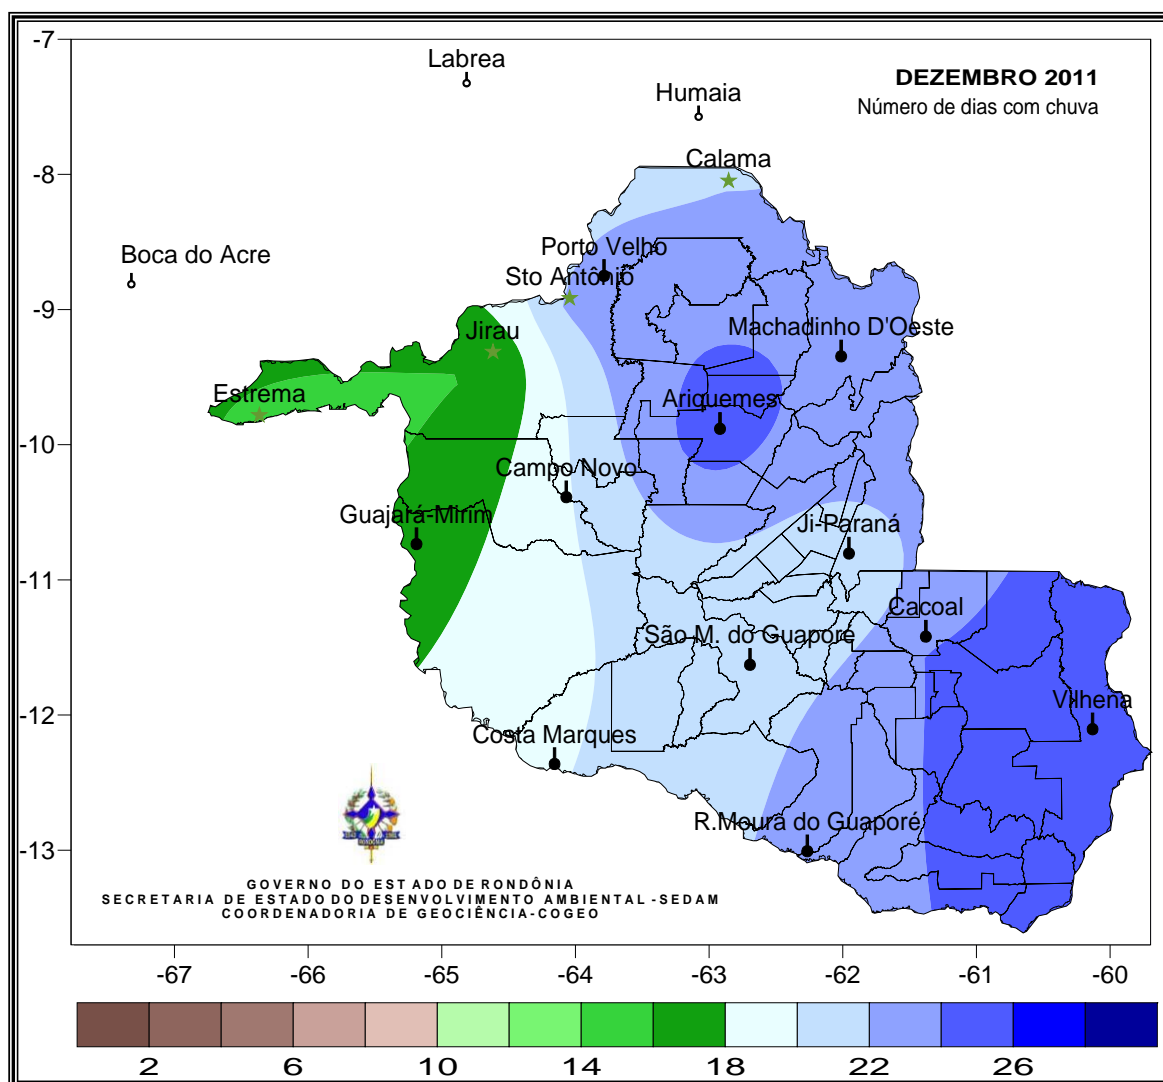 -7
Labrea
DEZEMBRO 2011
Humaia
Número de dias com chuva
Calama
-8
Boca do Acre
Porto Velho
Sto Antônio
-9
Jirau
Machadinho D'Oeste
Estrema
Ariquemes
-10
Campo Novo
Guajará-Mirim
Ji-Paraná
-11
Cacoal
São M. do Guaporé
Vilhena
-12
Costa Marques
R.Moura do Guaporé
-13
GOVERNO DO ESTADO DE RONDÔNIA
SECRETARIA DE ESTADO DO DESENVOLVIMENTO AMBIENTAL -SEDAM
COORDENADORIA DE GEOCIÊNCIA-COGEO
-67 -66 -65 -64 -63 -62 -61 -60
2 6 10 14 18 22 26